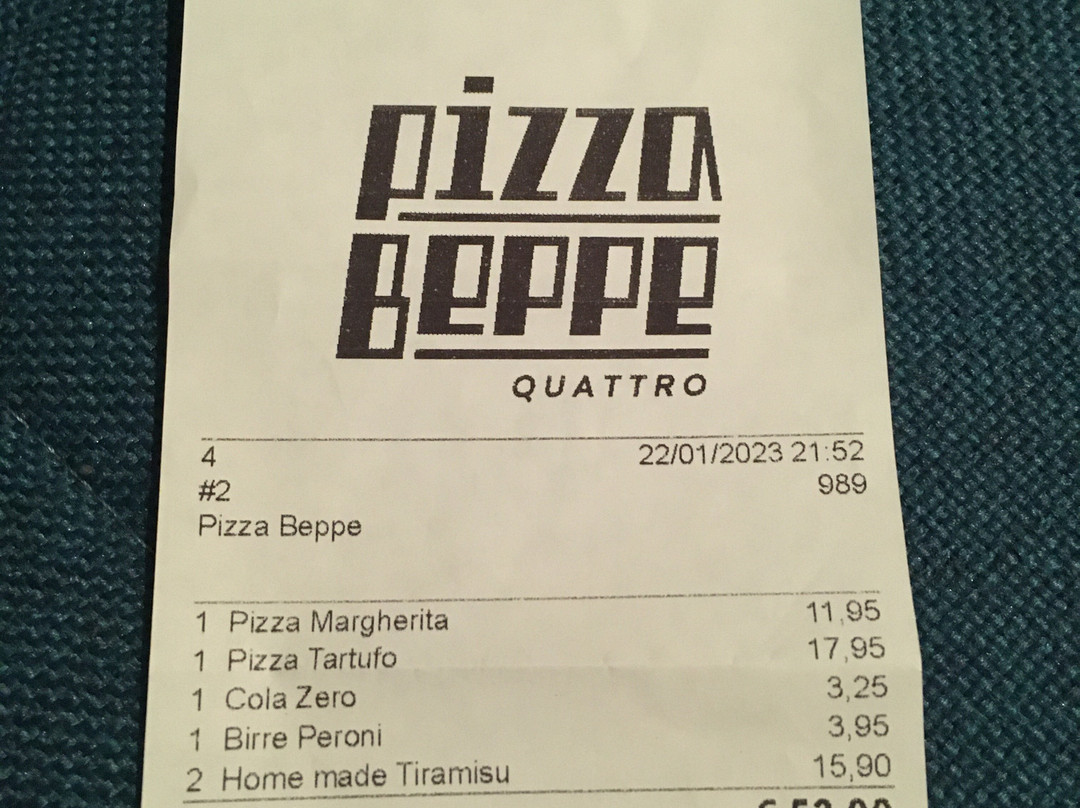 pizza
BEPPE
QUATTRO
4 22/01/2023 21:52
#2 989
Pizza Beppe
1 Pizza Margherita 11,95
1 Pizza Tartufo 17,95
1 Cola Zero 3,25
1 Birre Peroni 3,95
2 Home made Tiramisu 15,90